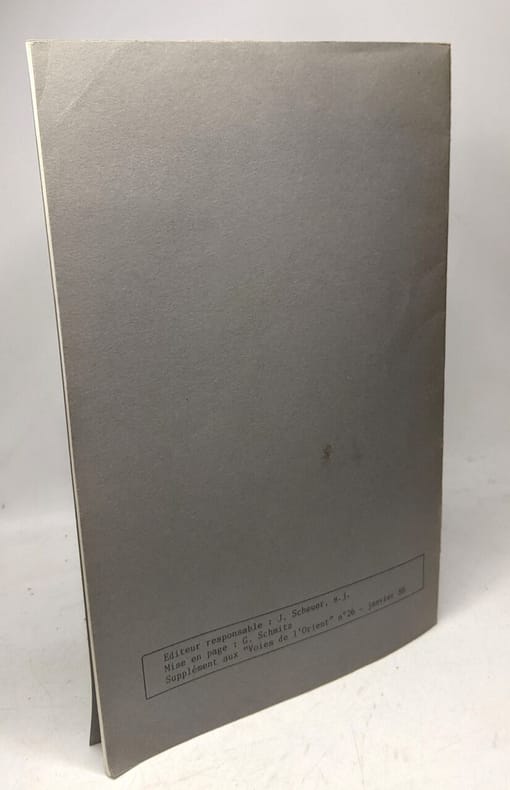 Editeur responsable : J. Scheuer, s.j.
Mise en page : G. Schmitz
Supplément aux "Voies de l'Orient" n°26 - janvier 88